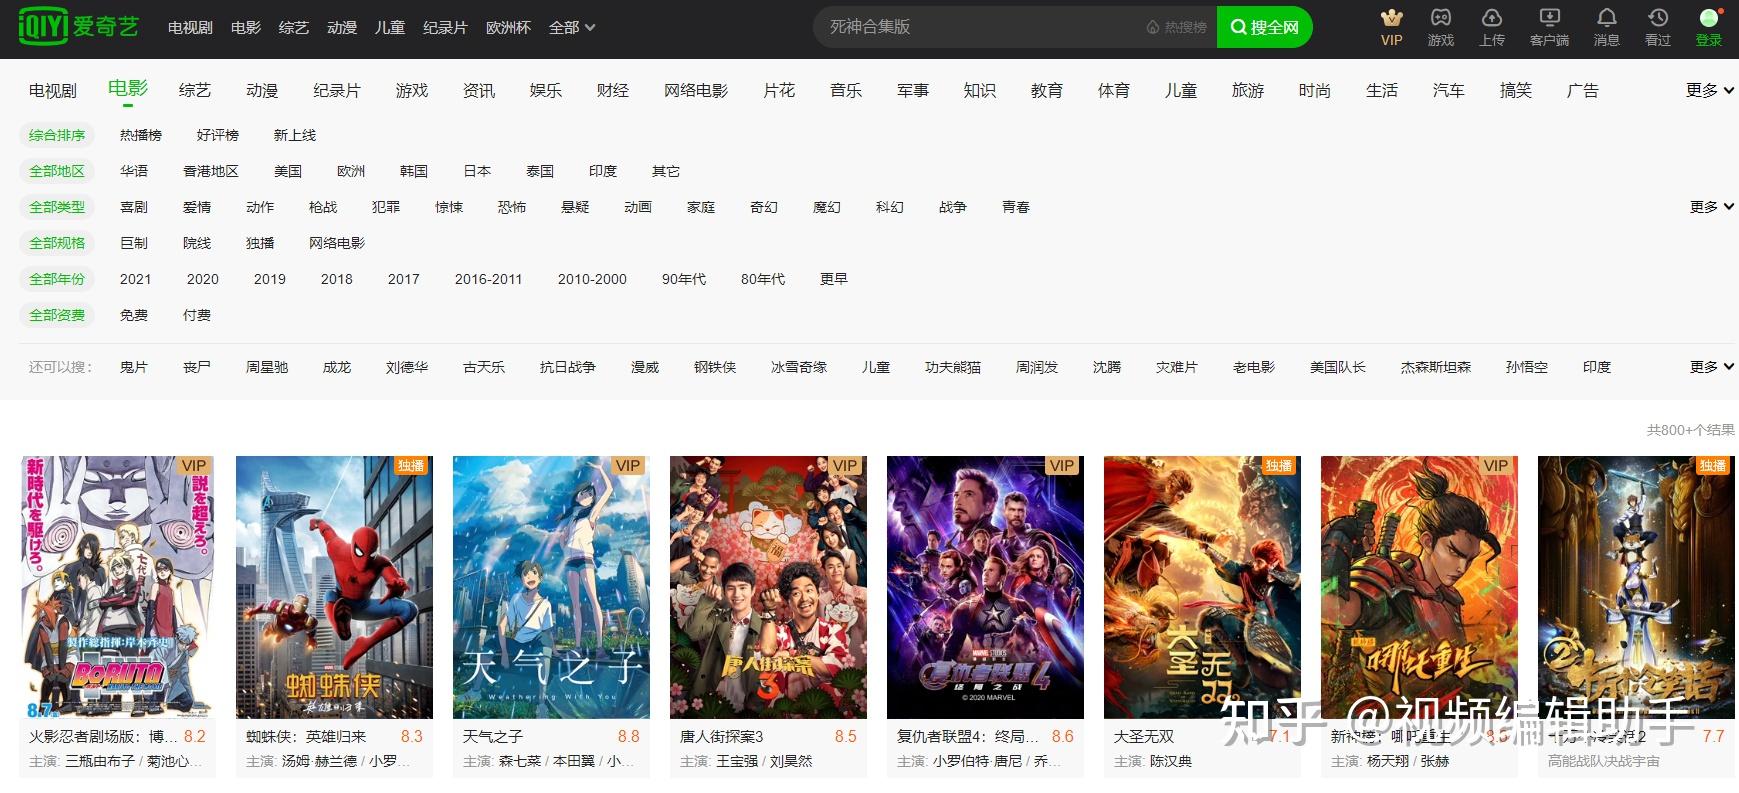 iQIYI 爱奇艺 电视剧 电影 综艺 动漫 儿童 纪录片 欧洲杯 全部 死神合集版 热搜榜 搜全网 VIP 游戏 上传 客户端 消息 看过 登录
电视剧 电影 综艺 动漫 纪录片 游戏 资讯 娱乐 财经 网络电影 片花 音乐 军事 知识 教育 体育 儿童 旅游 时尚 生活 汽车 搞笑 广告 更多
综合排序 热播榜 好评榜 新上线
全部地区 华语 香港地区 美国 欧洲 韩国 日本 泰国 印度 其它
全部类型 喜剧 爱情 动作 枪战 犯罪 惊悚 恐怖 悬疑 动画 家庭 奇幻 魔幻 科幻 战争 青春 更多
全部规格 巨制 院线 独播 网络电影
全部年份 2021 2020 2019 2018 2017 2016-2011 2010-2000 90年代 80年代 更早
全部资费 免费 付费
还可以搜： 鬼片 丧尸 周星驰 成龙 刘德华 古天乐 抗日战争 漫威 钢铁侠 冰雪奇缘 儿童 功夫熊猫 周润发 沈腾 灾难片 老电影 美国队长 杰森斯坦森 孙悟空 印度 更多
共800+个结果
VIP 独播 VIP VIP VIP 独播 VIP 独播
新時代を駆けろ。
説を超えろ。
製作総指揮:岸本斉史
BORUTO
8.7
蜘蛛侠
英雄归来
天气之子
Weathering With You
唐人街探案
3
MARVEL STUDIOS
复仇者联盟4
终局之战
© 2020 MARVEL
大圣无双
哪吒重生
知乎 @视频编辑助手
火影忍者剧场版：博... 8.2
蜘蛛侠：英雄归来 8.3
天气之子 8.8
唐人街探案3 8.5
复仇者联盟4：终局... 8.6
大圣无双 7.1
新神榜：哪吒重生
十万个冷笑话2 7.7
主演: 三瓶由布子 / 菊池心...
主演: 汤姆·赫兰德 / 小罗...
主演: 森七菜 / 本田翼 / 小...
主演: 王宝强 / 刘昊然
主演: 小罗伯特·唐尼 / 乔...
主演: 陈汉典
主演: 杨天翔 / 张赫
高能战队决战宇宙